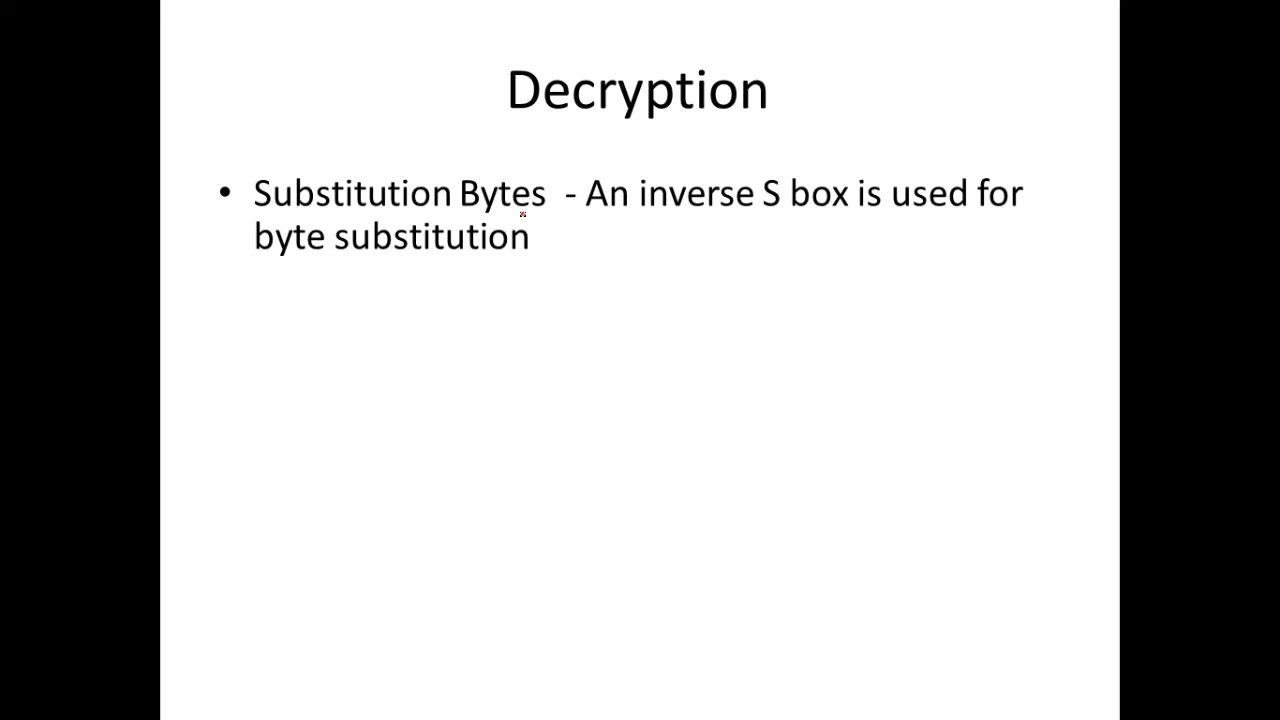 Decryption
• Substitution Bytes - An inverse S box is used for
byte substitution